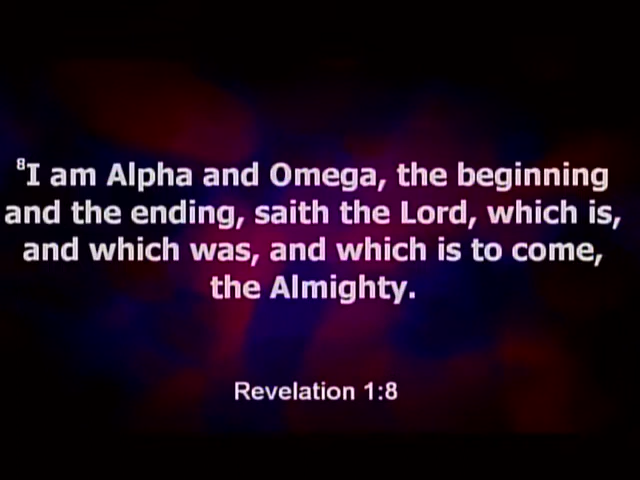 ⁸I am Alpha and Omega, the beginning
and the ending, saith the Lord, which is,
and which was, and which is to come,
the Almighty.
Revelation 1:8